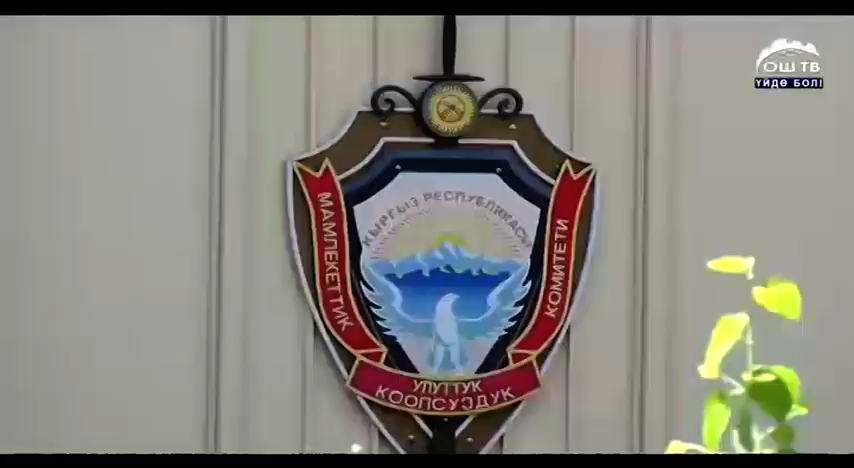 ОШ ТВ
ҮЙДӨ БОЛ!
КЫРГЫЗ РЕСПУБЛИКАСЫ
МАМЛЕКЕТТИК
УЛУТТУК
КООПСУЗДУК
КОМИТЕТИ